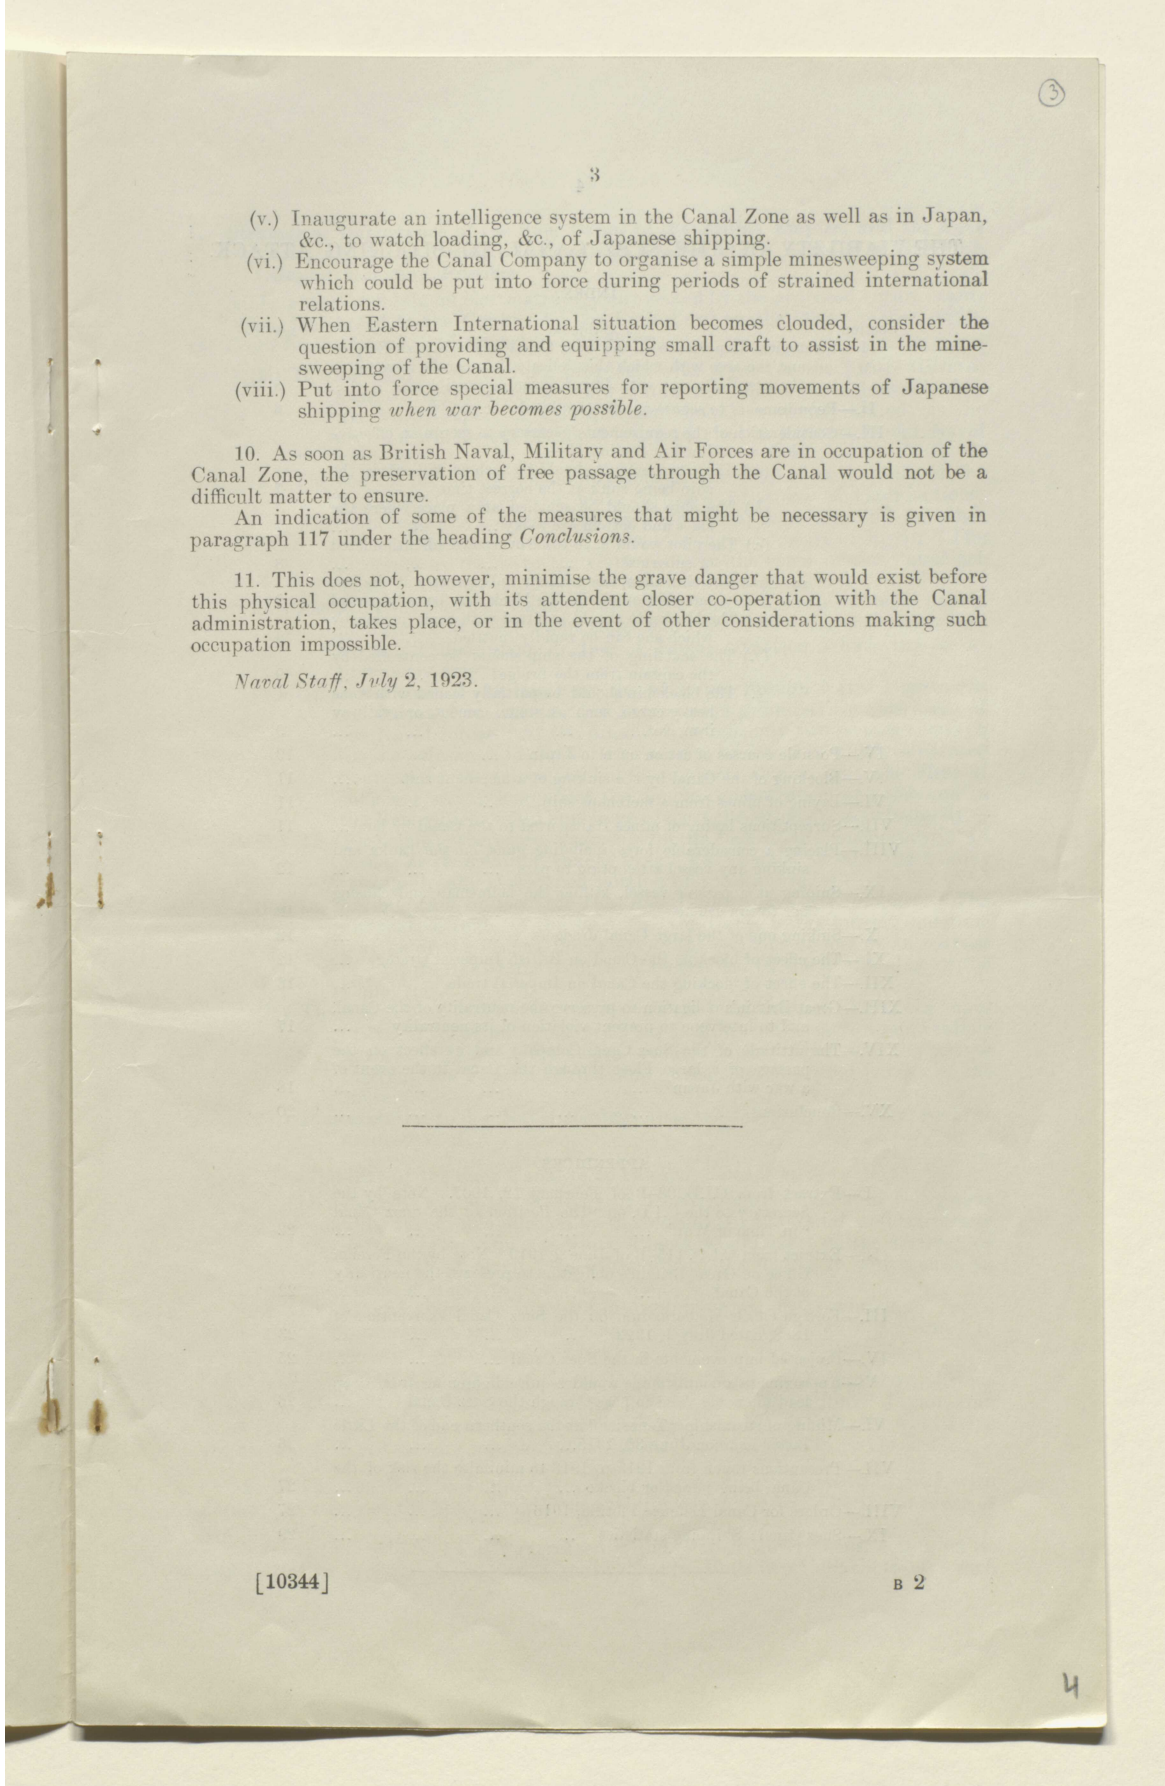 3
3
(v.) Inaugurate an intelligence system in the Canal Zone as well as in Japan,
&c., to watch loading, &c., of Japanese shipping.
(vi.) Encourage the Canal Company to organise a simple minesweeping system
which could be put into force during periods of strained international
relations.
(vii.) When Eastern International situation becomes clouded, consider the
question of providing and equipping small craft to assist in the mine-
sweeping of the Canal.
(viii.) Put into force special measures for reporting movements of Japanese
shipping when war becomes possible.
10. As soon as British Naval, Military and Air Forces are in occupation of the
Canal Zone, the preservation of free passage through the Canal would not be a
difficult matter to ensure.
An indication of some of the measures that might be necessary is given in
paragraph 117 under the heading Conclusions.
11. This does not, however, minimise the grave danger that would exist before
this physical occupation, with its attendent closer co-operation with the Canal
administration, takes place, or in the event of other considerations making such
occupation impossible.
Naval Staff, July 2, 1923.
[10344]
B 2
4